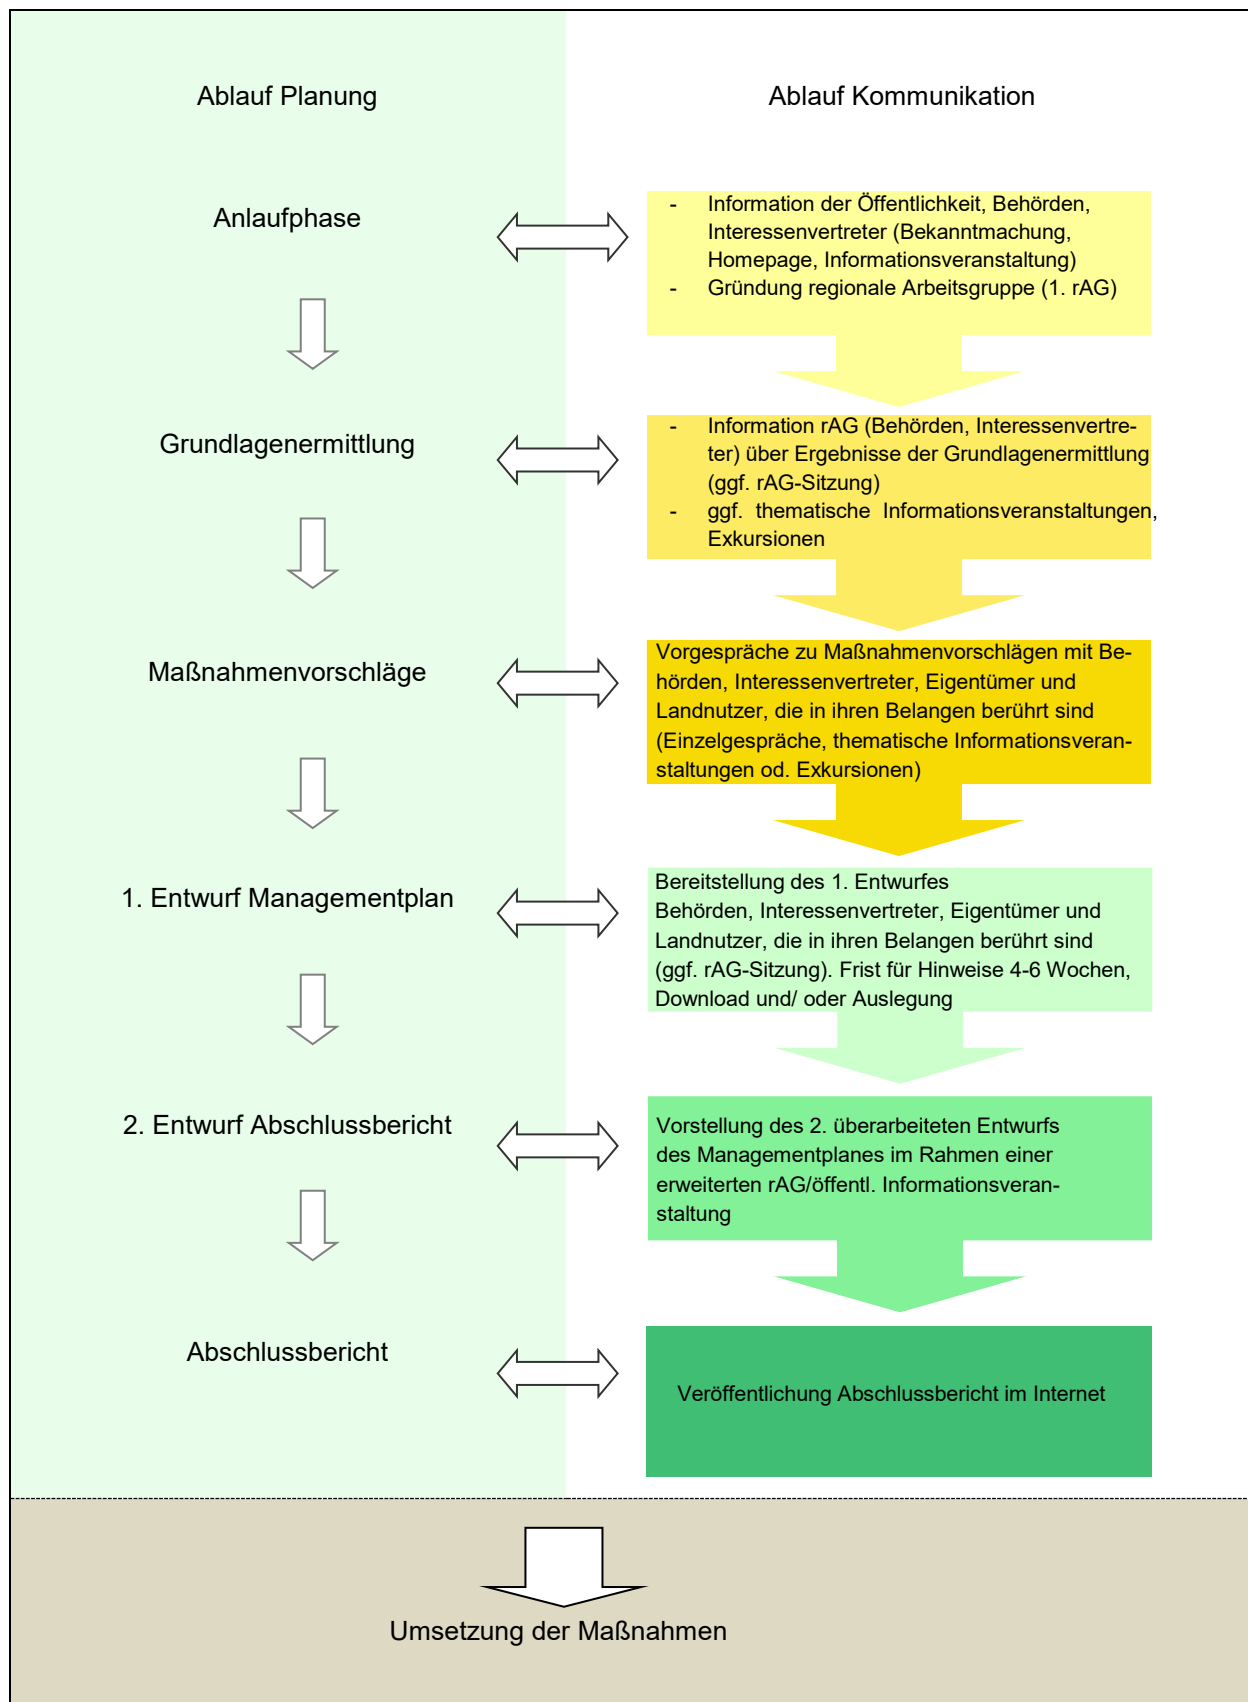 Ablauf Planung
Ablauf Kommunikation
Anlaufphase
- Information der Öffentlichkeit, Behörden,
Interessenvertreter (Bekanntmachung,
Homepage, Informationsveranstaltung)
- Gründung regionale Arbeitsgruppe (1. rAG)
Grundlagenermittlung
- Information rAG (Behörden, Interessenvertre-
ter) über Ergebnisse der Grundlagenermittlung
(ggf. rAG-Sitzung)
- ggf. thematische Informationsveranstaltungen,
Exkursionen
Maßnahmenvorschläge
Vorgespräche zu Maßnahmenvorschlägen mit Be-
hörden, Interessenvertreter, Eigentümer und
Landnutzer, die in ihren Belangen berührt sind
(Einzelgespräche, thematische Informationsveran-
staltungen od. Exkursionen)
1. Entwurf Managementplan
Bereitstellung des 1. Entwurfes
Behörden, Interessenvertreter, Eigentümer und
Landnutzer, die in ihren Belangen berührt sind
(ggf. rAG-Sitzung). Frist für Hinweise 4-6 Wochen,
Download und/ oder Auslegung
2. Entwurf Abschlussbericht
Vorstellung des 2. überarbeiteten Entwurfs
des Managementplanes im Rahmen einer
erweiterten rAG/öffentl. Informationsveran-
staltung
Abschlussbericht
Veröffentlichung Abschlussbericht im Internet
Umsetzung der Maßnahmen